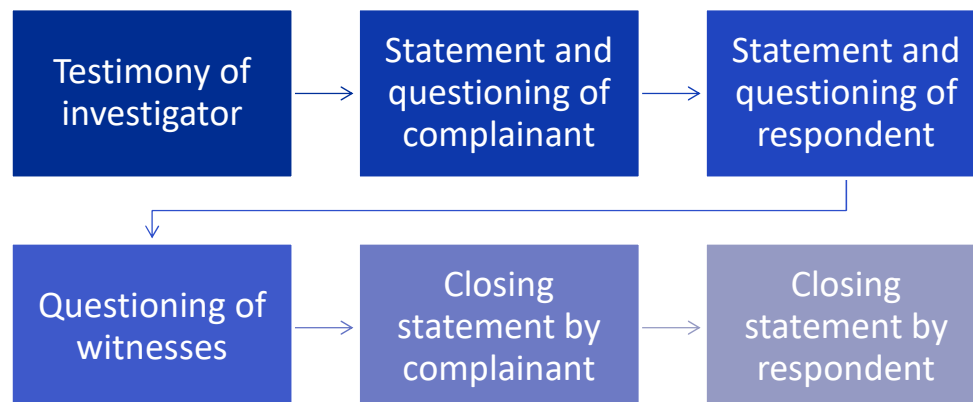 Testimony of
investigator
Statement and
questioning of
complainant
Statement and
questioning of
respondent
Questioning of
witnesses
Closing
statement by
complainant
Closing
statement by
respondent